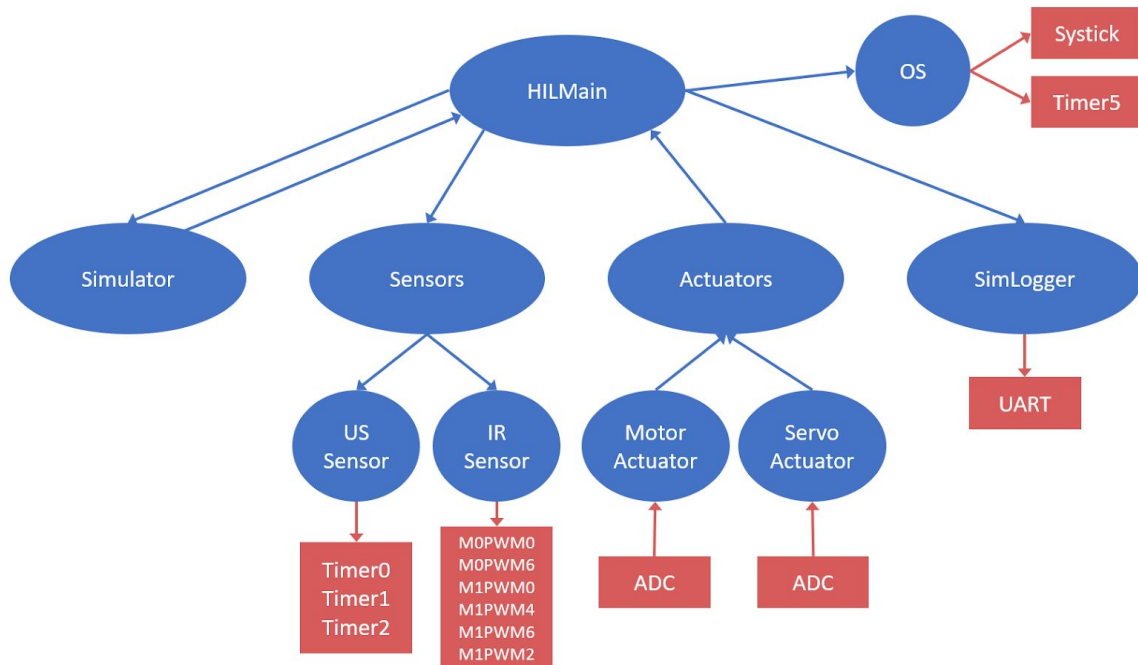 Systick
OS
HILMain
Timer5
Simulator
Sensors
Actuators
SimLogger
UART
US
Sensor
IR
Sensor
Motor
Actuator
Servo
Actuator
Timer0
Timer1
Timer2
M0PWM0
M0PWM6
M1PWM0
M1PWM4
M1PWM6
M1PWM2
ADC
ADC